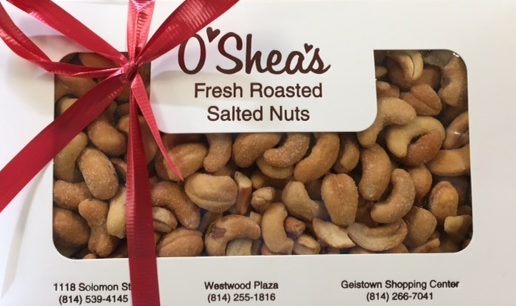 O'Shea's
Fresh Roasted
Salted Nuts
1118 Solomon St
(814) 539-4145
Westwood Plaza
(814) 255-1816
Geistown Shopping Center
(814) 266-7041